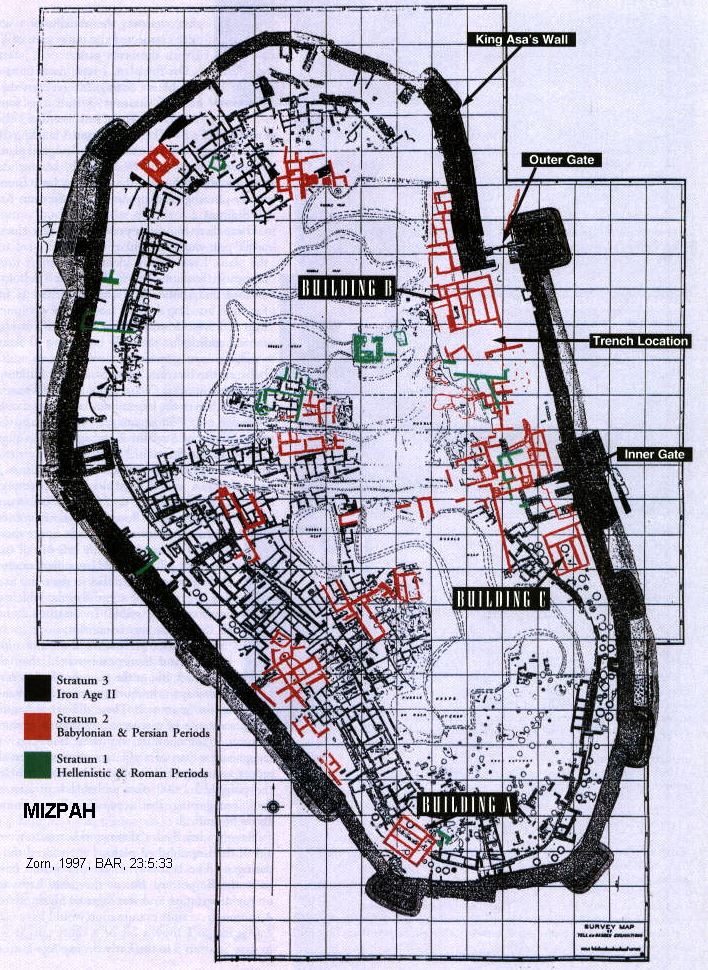 King Asa's Wall
Outer Gate
BUILDING B
Trench Location
Inner Gate
BUILDING C
Stratum 3
Iron Age II
Stratum 2
Babylonian & Persian Periods
Stratum 1
Hellenistic & Roman Periods
MIZPAH
BUILDING A
Zorn, 1997, BAR, 23:5:33
SURVEY MAP